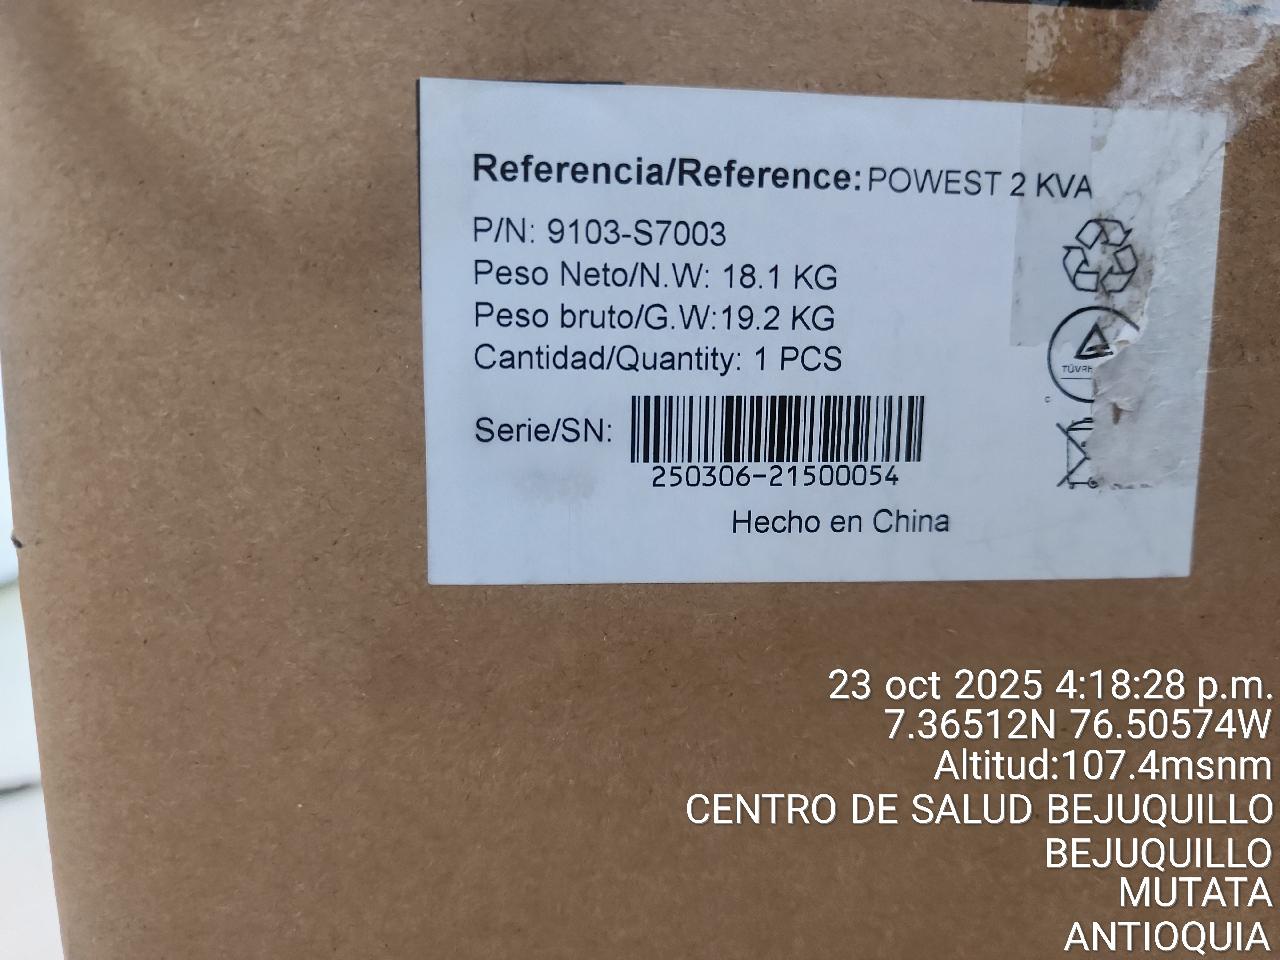 Referencia/Reference: POWEST 2 KVA
P/N: 9103-S7003
Peso Neto/N.W: 18.1 KG
Peso bruto/G.W:19.2 KG
Cantidad/Quantity: 1 PCS
Serie/SN:
250306-21500054
Hecho en China
23 oct 2025 4:18:28 p.m.
7.36512N 76.50574W
Altitud:107.4msnm
CENTRO DE SALUD BEJUQUILLO
BEJUQUILLO
MUTATA
ANTIOQUIA